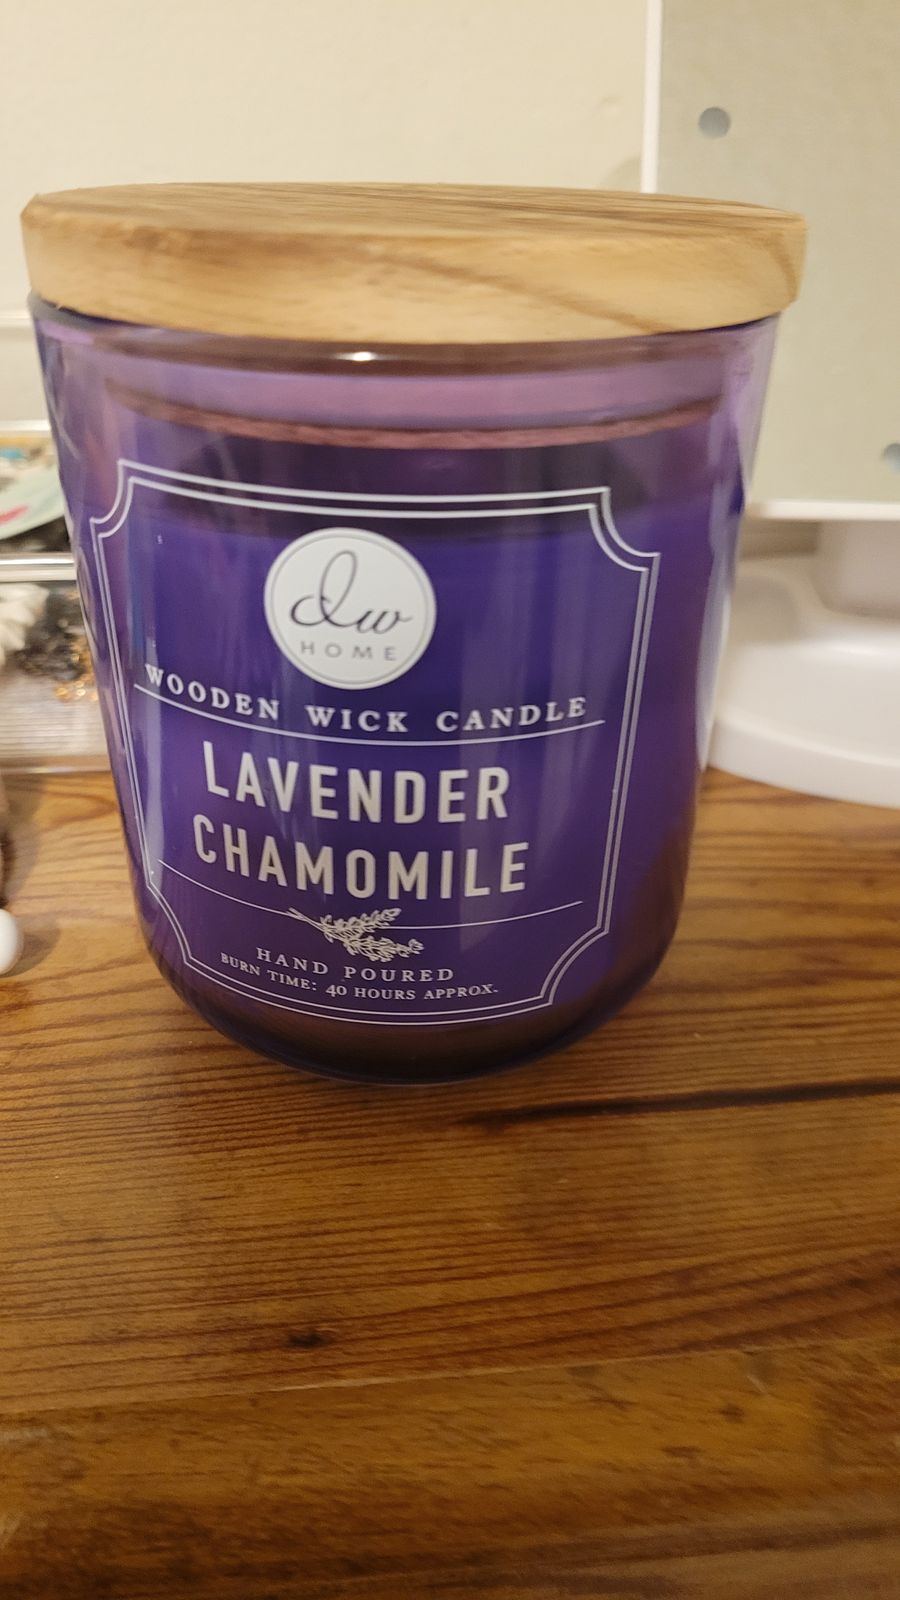 dw
HOME
WOODEN WICK CANDLE
LAVENDER
CHAMOMILE
HAND POURED
BURN TIME: 40 HOURS APPROX.